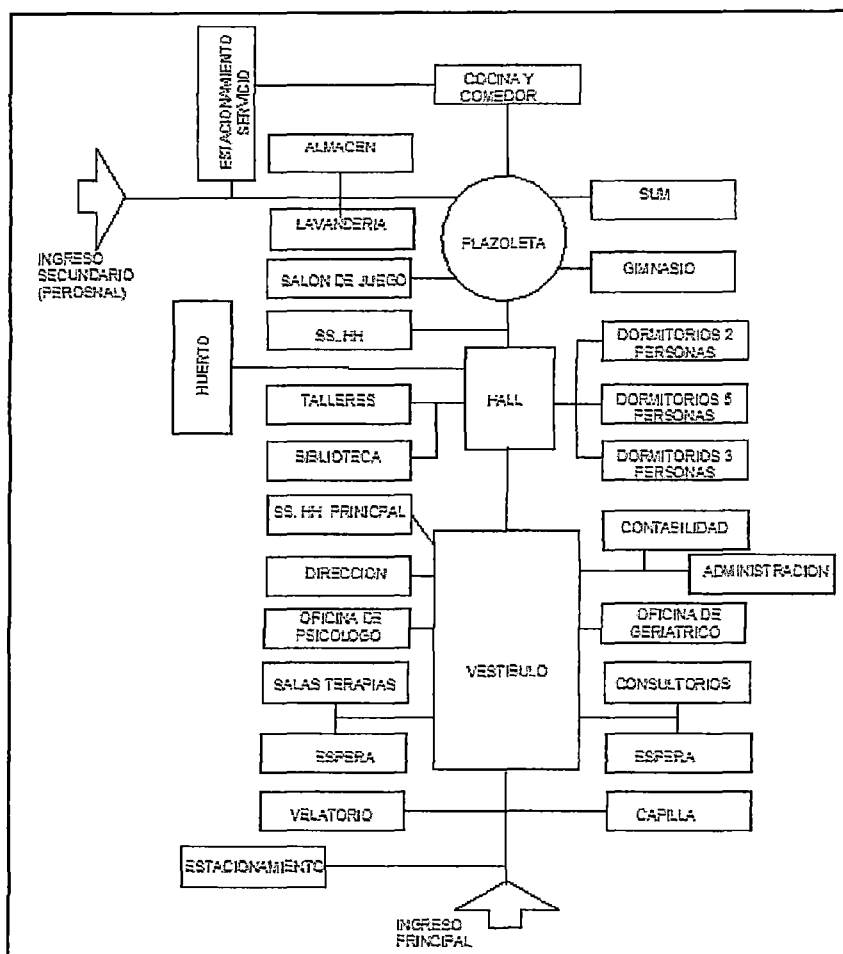 ESTACIONAMIENTO
SERVICIO
COCINA Y
COMEDOR
ALMACEN
SUM
LAVANDERIA
PLAZOLETA
INGRESO
SECUNDARIO
(PEROSNAL)
SALON DE JUEGO
GIMNASIO
SS..HH
DORMITORIOS 2
PERSONAS
HUERTO
TALLERES
HALL
DORMITORIOS 5
PERSONAS
BIBLIOTECA
DORMITORIOS 3
PERSONAS
SS. HH PRINICPAL
CONTABILIDAD
DIRECCION
ADMINISTRACION
OFICINA DE
PSICOLOGO
OFICINA DE
GERIATRICO
VESTIBULO
SALAS TERAPIAS
CONSULTORIOS
ESPERA
ESPERA
VELATORIO
CAPILLA
ESTACIONAMIENTO
INGRESO
PRINCIPAL